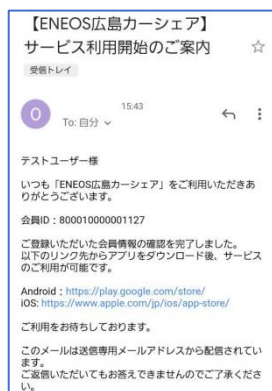 【ENEOS広島カーシェア】
サービス利用開始のご案内
受信トレイ
O
15:43
To: 自分
テストユーザー様
いつも「ENEOS広島カーシェア」をご利用いただきあ
りがとうございます。
会員ID：800010000001127
ご登録いただいた会員情報の確認を完了しました。
以下のリンク先からアプリをダウンロード後、サービス
のご利用が可能です。
Android：https://play.google.com/store/
iOS: https://www.apple.com/jp/ios/app-store/
ご利用をお待ちしております。
このメールは送信専用メールアドレスから配信されてい
ます。
ご返信いただいてもお答えできませんのでご了承くださ
い。